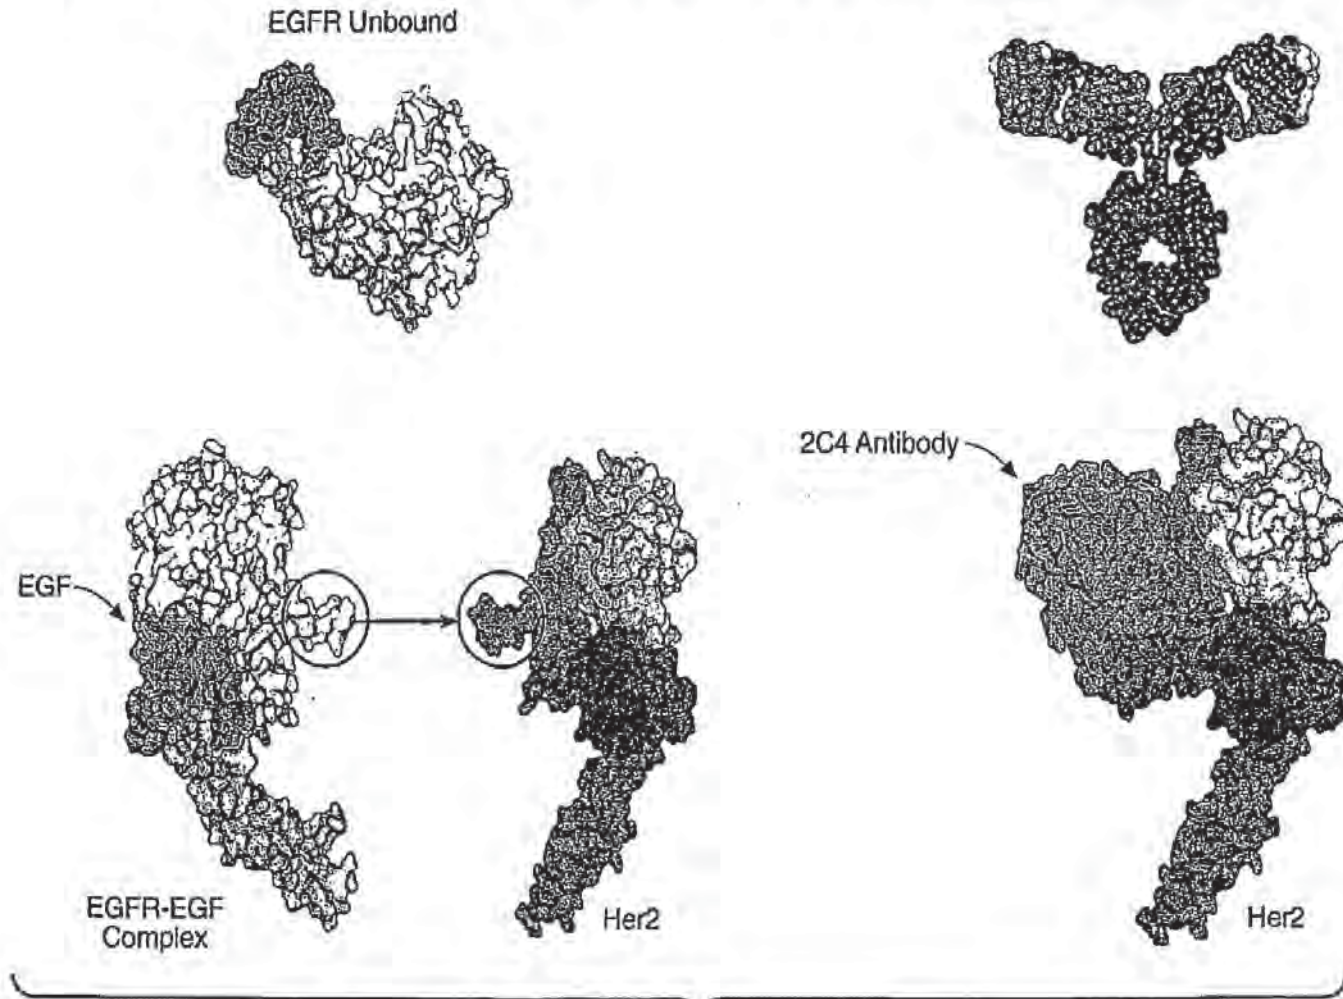 EGFR Unbound
2C4 Antibody
EGF
EGFR-EGF
Complex
Her2
Her2